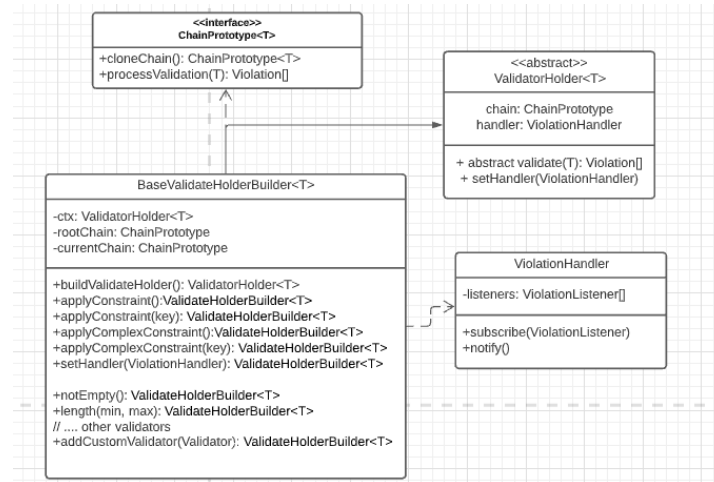 <<interface>>
ChainPrototype<T>
+cloneChain(): ChainPrototype<T>
+processValidation(T): Violation[]
<<abstract>>
ValidatorHolder<T>
chain: ChainPrototype
handler: ViolationHandler
+ abstract validate(T): Violation[]
+ setHandler(ViolationHandler)
BaseValidateHolderBuilder<T>
-ctx: ValidatorHolder<T>
-rootChain: ChainPrototype
-currentChain: ChainPrototype
+buildValidateHolder(): ValidatorHolder<T>
+applyConstraint():ValidateHolderBuilder<T>
+applyConstraint(key): ValidateHolderBuilder<T>
+applyComplexConstraint():ValidateHolderBuilder<T>
+applyComplexConstraint(key): ValidateHolderBuilder<T>
+setHandler(ViolationHandler): ValidateHolderBuilder<T>
+notEmpty(): ValidateHolderBuilder<T>
+length(min, max): ValidateHolderBuilder<T>
// .... other validators
+addCustomValidator(Validator): ValidateHolderBuilder<T>
ViolationHandler
-listeners: ViolationListener[]
+subscribe(ViolationListener)
+notify()